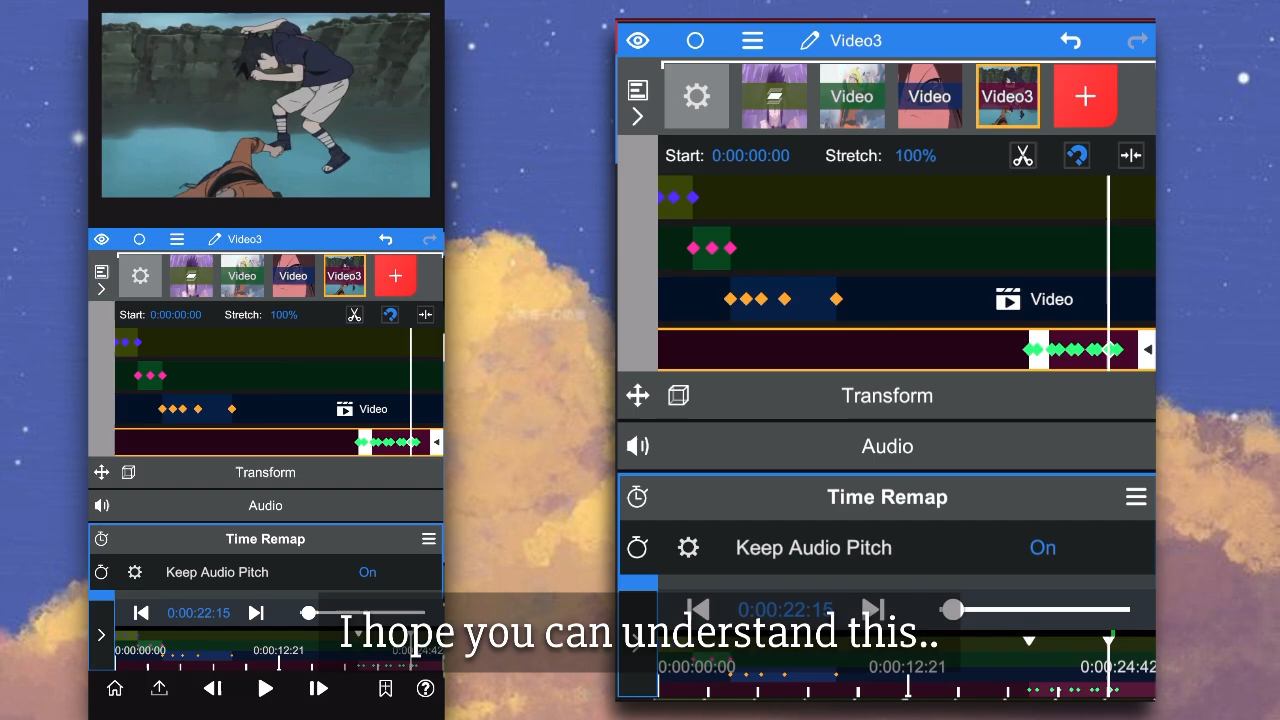 Video3
Video
Video
Video3
Start: 0:00:00:00
Stretch: 100%
Video
Transform
Audio
Time Remap
Keep Audio Pitch
On
0:00:22:15
0:00:00:00
0:00:12:21
Video3
Video
Video
Video3
Start: 0:00:00:00
Stretch: 100%
Video
Transform
Audio
Time Remap
Keep Audio Pitch
On
0:00:22:15
0:00:00:00
0:00:12:21
0:00:24:42
I hope you can understand this..